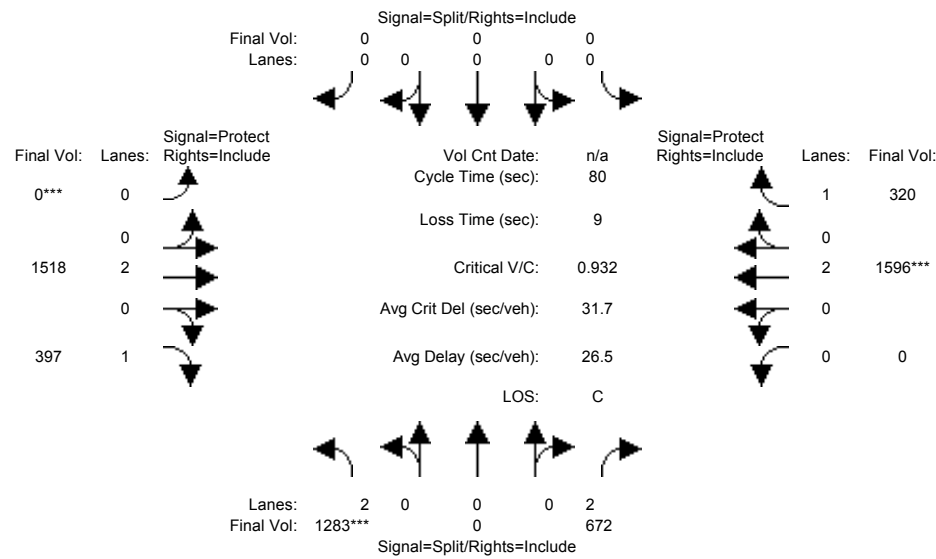 Signal=Split/Rights=Include
Final Vol: 0 0 0
Lanes: 0 0 0 0 0
Signal=Protect
Final Vol: Lanes: Rights=Include
Vol Cnt Date: n/a
Signal=Protect
Rights=Include Lanes: Final Vol:
Cycle Time (sec): 80
0*** 0
1 320
Loss Time (sec): 9
0
0
1518 2
Critical V/C: 0.932
2 1596***
0
Avg Crit Del (sec/veh): 31.7
0
397 1
Avg Delay (sec/veh): 26.5
0 0
LOS: C
Lanes: 2 0 0 0 2
Final Vol: 1283*** 0 672
Signal=Split/Rights=Include